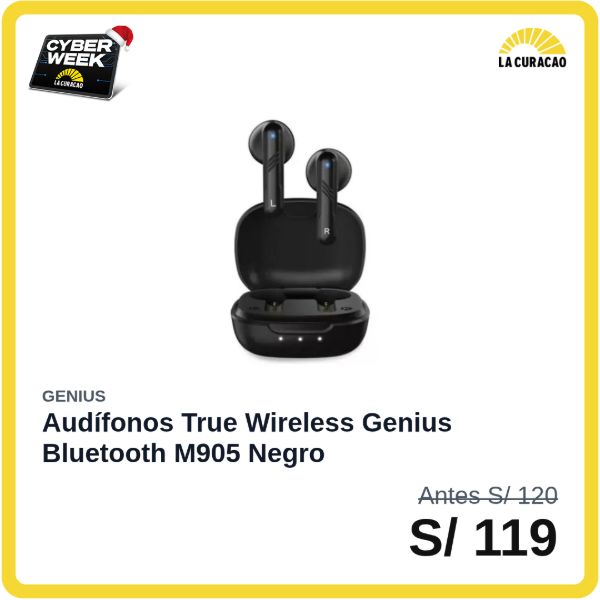 CYBER
WEEK
LA CURACAO
LA CURACAO
L
R
GENIUS
Audífonos True Wireless Genius
Bluetooth M905 Negro
Antes S/ 120
S/ 119